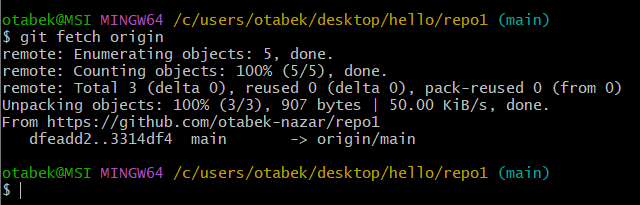 otabek@MSI MINGW64 /c/users/otabek/desktop/hello/repo1 (main)
$ git fetch origin
remote: Enumerating objects: 5, done.
remote: Counting objects: 100% (5/5), done.
remote: Total 3 (delta 0), reused 0 (delta 0), pack-reused 0 (from 0)
Unpacking objects: 100% (3/3), 907 bytes | 50.00 KiB/s, done.
From https://github.com/otabek-nazar/repo1
   dfeadd2..3314df4  main       -> origin/main
otabek@MSI MINGW64 /c/users/otabek/desktop/hello/repo1 (main)
$